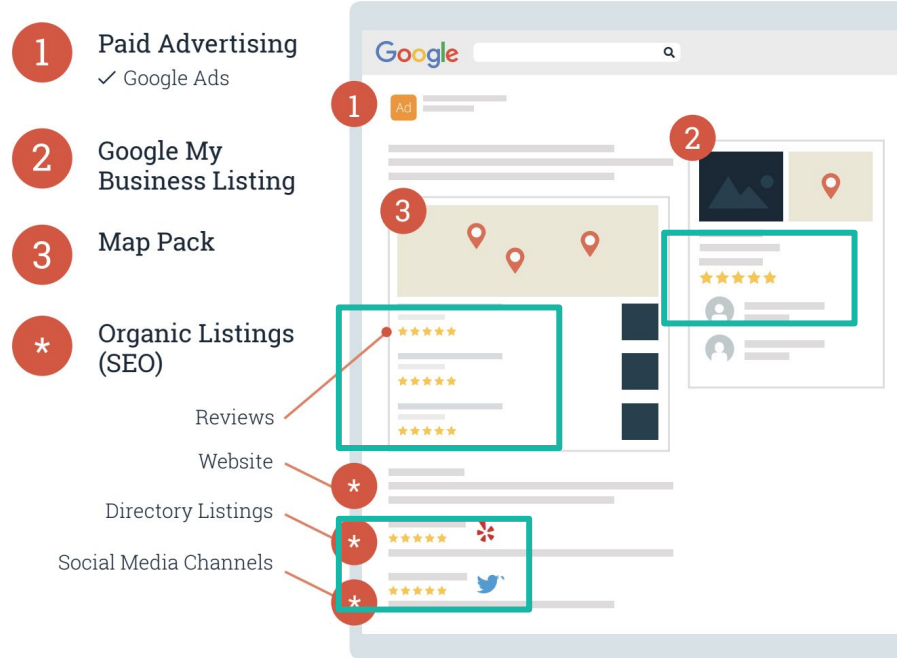 1
Paid Advertising
✓ Google Ads
2
Google My
Business Listing
3
Map Pack
*
Organic Listings
(SEO)
Reviews
Website
Directory Listings
Social Media Channels
Google
1
Ad
2
3
*
*
*